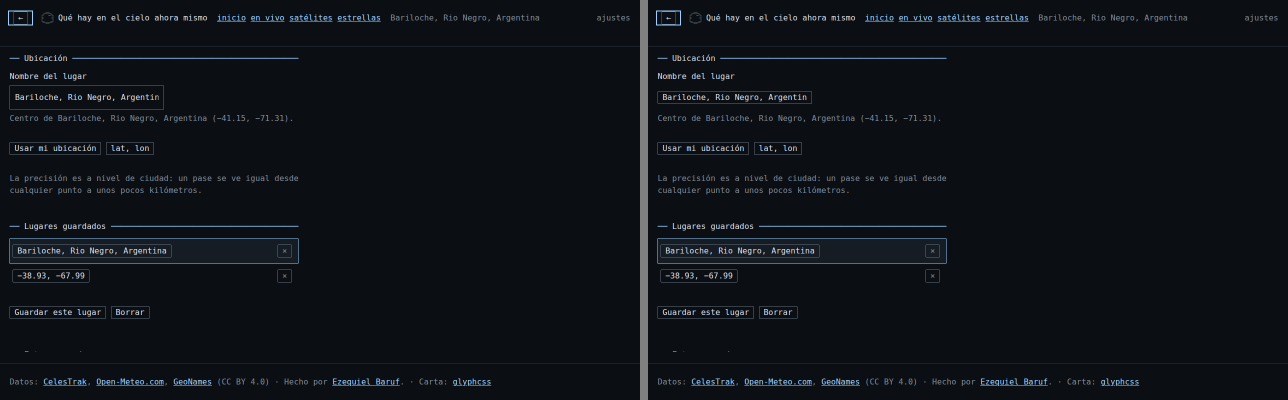 ← Qué hay en el cielo ahora mismo inicio en vivo satélites estrellas Bariloche, Rio Negro, Argentina ajustes
Ubicación
Nombre del lugar
Bariloche, Rio Negro, Argentin
Centro de Bariloche, Rio Negro, Argentina (−41.15, −71.31).
Usar mi ubicación lat, lon
La precisión es a nivel de ciudad: un pase se ve igual desde
cualquier punto a unos pocos kilómetros.
Lugares guardados
Bariloche, Rio Negro, Argentina ×
−38.93, −67.99 ×
Guardar este lugar Borrar
Datos: CelesTrak, Open-Meteo.com, GeoNames (CC BY 4.0) · Hecho por Ezequiel Baruf. · Carta: glyphcss
← Qué hay en el cielo ahora mismo inicio en vivo satélites estrellas Bariloche, Rio Negro, Argentina ajustes
Ubicación
Nombre del lugar
Bariloche, Rio Negro, Argentin
Centro de Bariloche, Rio Negro, Argentina (−41.15, −71.31).
Usar mi ubicación lat, lon
La precisión es a nivel de ciudad: un pase se ve igual desde
cualquier punto a unos pocos kilómetros.
Lugares guardados
Bariloche, Rio Negro, Argentina ×
−38.93, −67.99 ×
Guardar este lugar Borrar
Datos: CelesTrak, Open-Meteo.com, GeoNames (CC BY 4.0) · Hecho por Ezequiel Baruf. · Carta: glyphcss